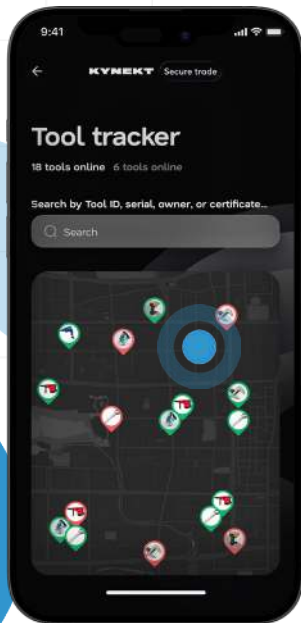 9:41
KYNEKT Secure trade
Tool tracker
18 tools online 6 tools online
Search by Tool ID, serial, owner, or certificate...
Search